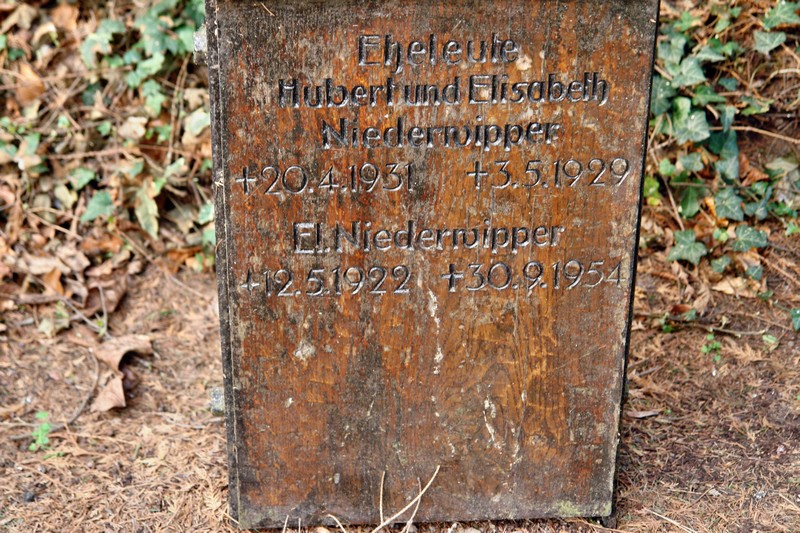 Eheleute
Hubert und Elisabeth
Niederwipper
+20.4.1931 +3.5.1929
El. Niederwipper
+12.5.1922 +30.9.1954